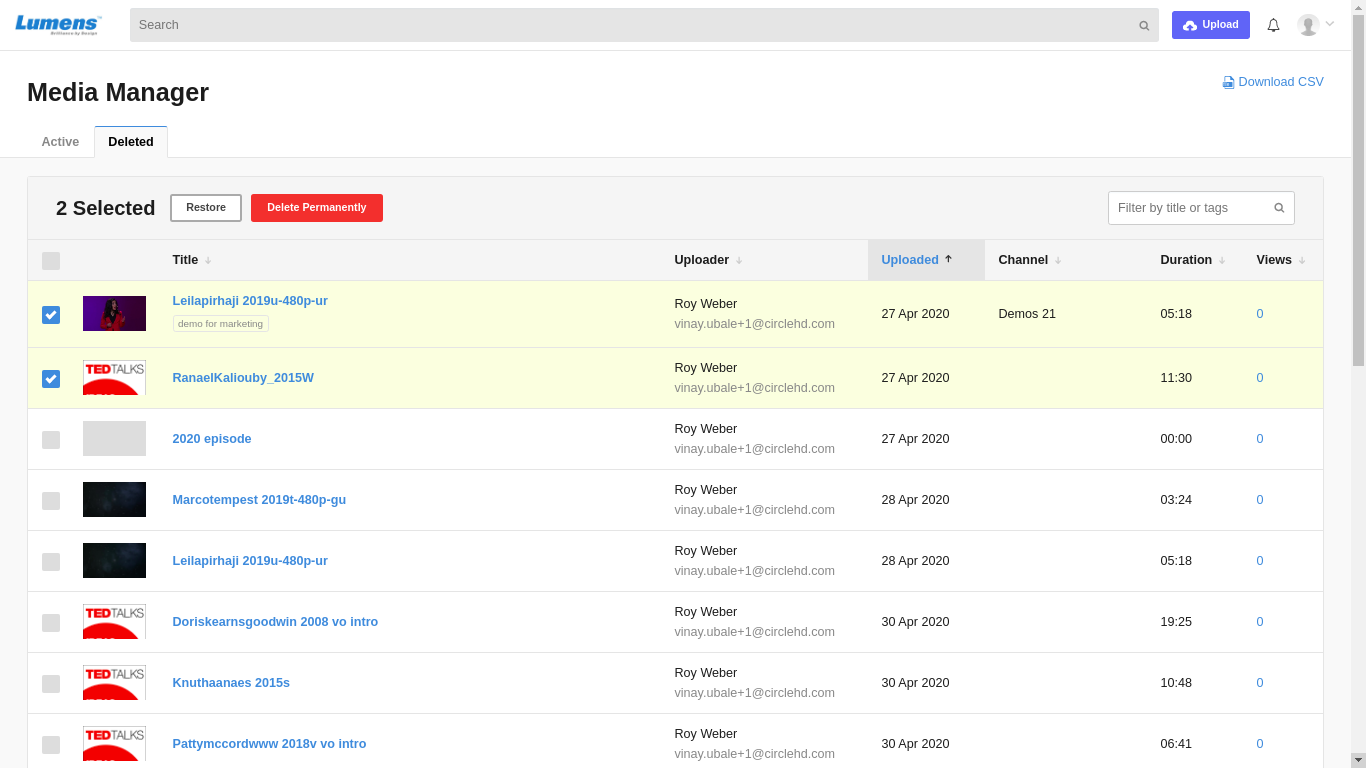 Lumens
Brilliance by Design
Search
Upload
Media Manager
Download CSV
Active
Deleted
2 Selected
Restore
Delete Permanently
Filter by title or tags
Title
Uploader
Uploaded
Channel
Duration
Views
Leilapirhaji 2019u-480p-ur
demo for marketing
Roy Weber
vinay.ubale+1@circlehd.com
27 Apr 2020
Demos 21
05:18
0
TEDTALKS
RanaelKaliouby_2015W
Roy Weber
vinay.ubale+1@circlehd.com
27 Apr 2020
11:30
0
2020 episode
Roy Weber
vinay.ubale+1@circlehd.com
27 Apr 2020
00:00
0
Marcotempest 2019t-480p-gu
Roy Weber
vinay.ubale+1@circlehd.com
28 Apr 2020
03:24
0
Leilapirhaji 2019u-480p-ur
Roy Weber
vinay.ubale+1@circlehd.com
28 Apr 2020
05:18
0
TEDTALKS
Doriskearnsgoodwin 2008 vo intro
Roy Weber
vinay.ubale+1@circlehd.com
30 Apr 2020
19:25
0
TEDTALKS
Knuthaanaes 2015s
Roy Weber
vinay.ubale+1@circlehd.com
30 Apr 2020
10:48
0
TEDTALKS
Pattymccordwww 2018v vo intro
Roy Weber
vinay.ubale+1@circlehd.com
30 Apr 2020
06:41
0